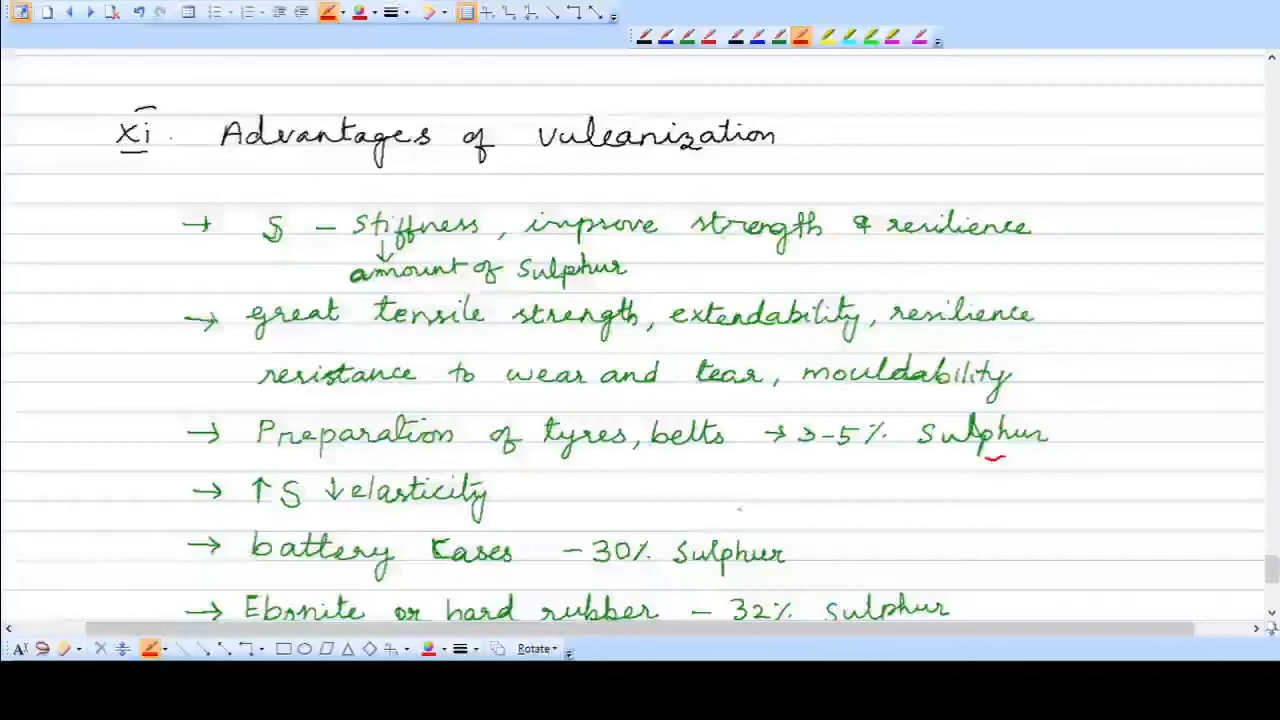 xi. Advantages of vulcanization
→ S - Stiffness, improve strength & resilience
↓
amount of Sulphur
→ great tensile strength, extendability, resilience
resistance to wear and tear, mouldability
→ Preparation of tyres, belts → 3-5% Sulphur
→ ↑ S ↓ elasticity
→ battery cases - 30% Sulphur
→ Ebonite or hard rubber - 32% sulphur
Rotate